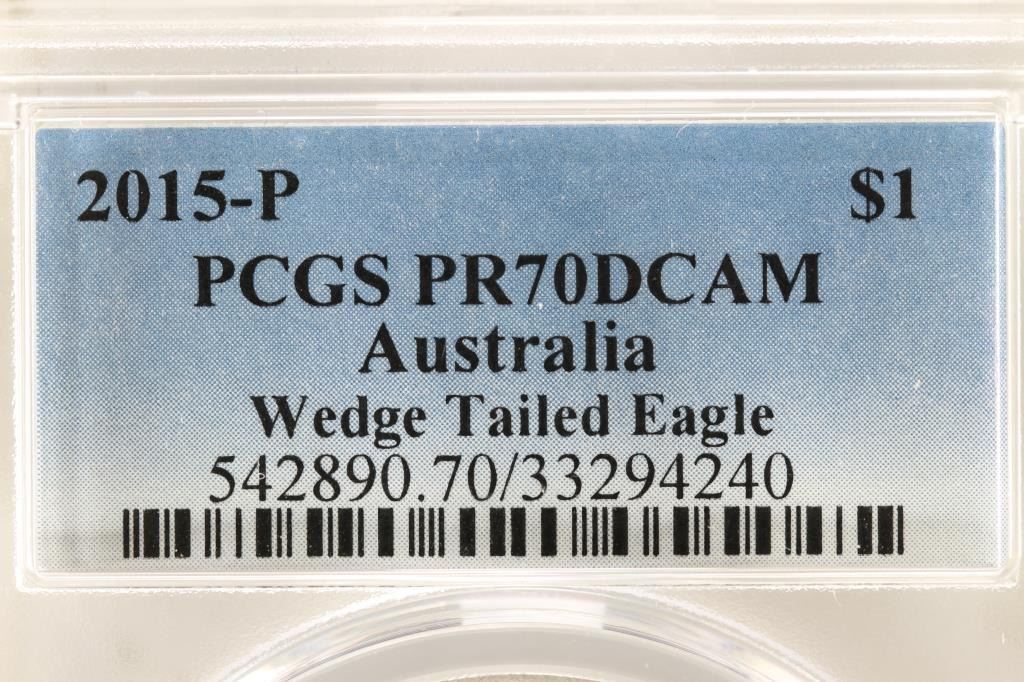 2015-P $1
PCGS PR70DCAM
Australia
Wedge Tailed Eagle
542890.70/33294240